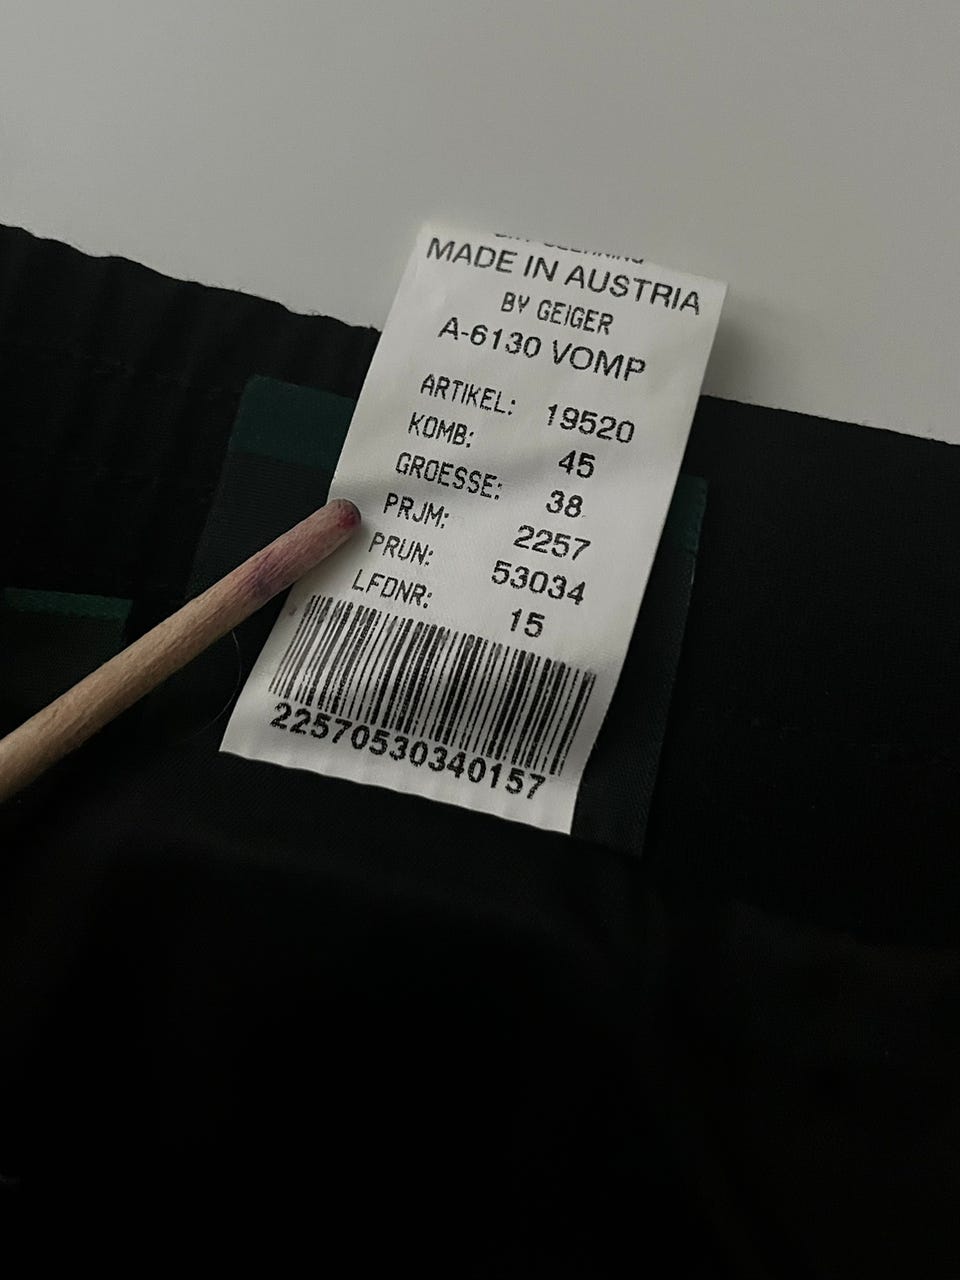 MADE IN AUSTRIA
BY GEIGER
A-6130 VOMP
ARTIKEL: 19520
KOMB: 45
GROESSE: 38
PRJM: 2257
PRUN: 53034
LFDNR: 15
22570530340157